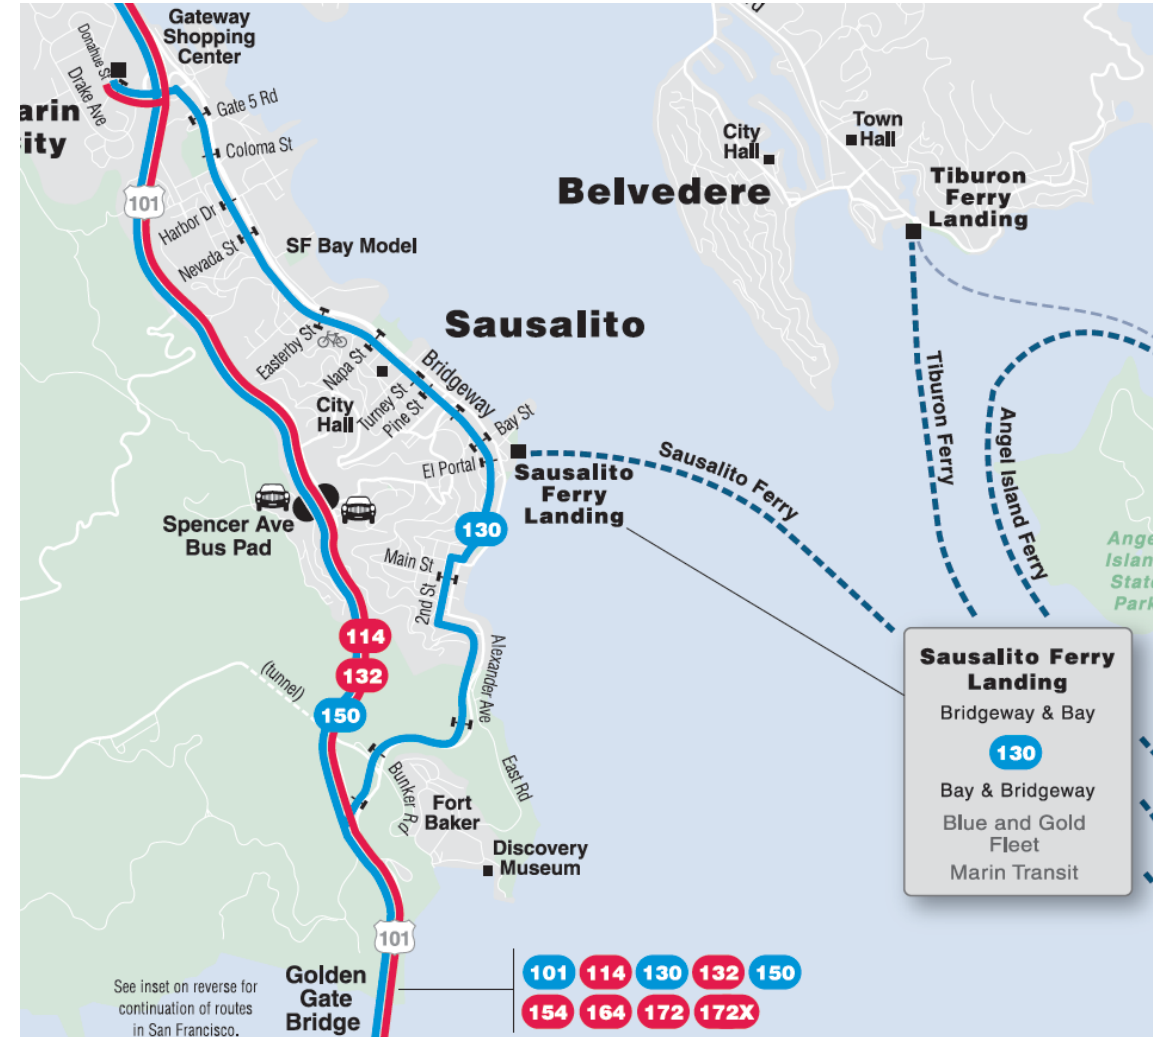 Gateway
Shopping
Center
Donahue St
Drake Ave
arin
ity
Gate 5 Rd
Coloma St
101
Harbor Dr
Nevada St
SF Bay Model
City
Hall
Town
Hall
Belvedere
Tiburon
Ferry
Landing
Sausalito
Easterby St
Napa St
Bridgeway
City
Hall
Turney St
Pine St
Bay St
El Portal
Sausalito
Ferry
Landing
Sausalito Ferry
Tiburon Ferry
Angel Island Ferry
Ange
Islan
State
Park
Spencer Ave
Bus Pad
130
Main St
2nd St
114
132
150
(tunnel)
Alexander Ave
Bunker Rd
East Rd
Fort
Baker
Discovery
Museum
Sausalito Ferry
Landing
Bridgeway & Bay
130
Bay & Bridgeway
Blue and Gold
Fleet
Marin Transit
101
Golden
Gate
Bridge
101 114 130 132 150
154 164 172 172X
See inset on reverse for
continuation of routes
in San Francisco.